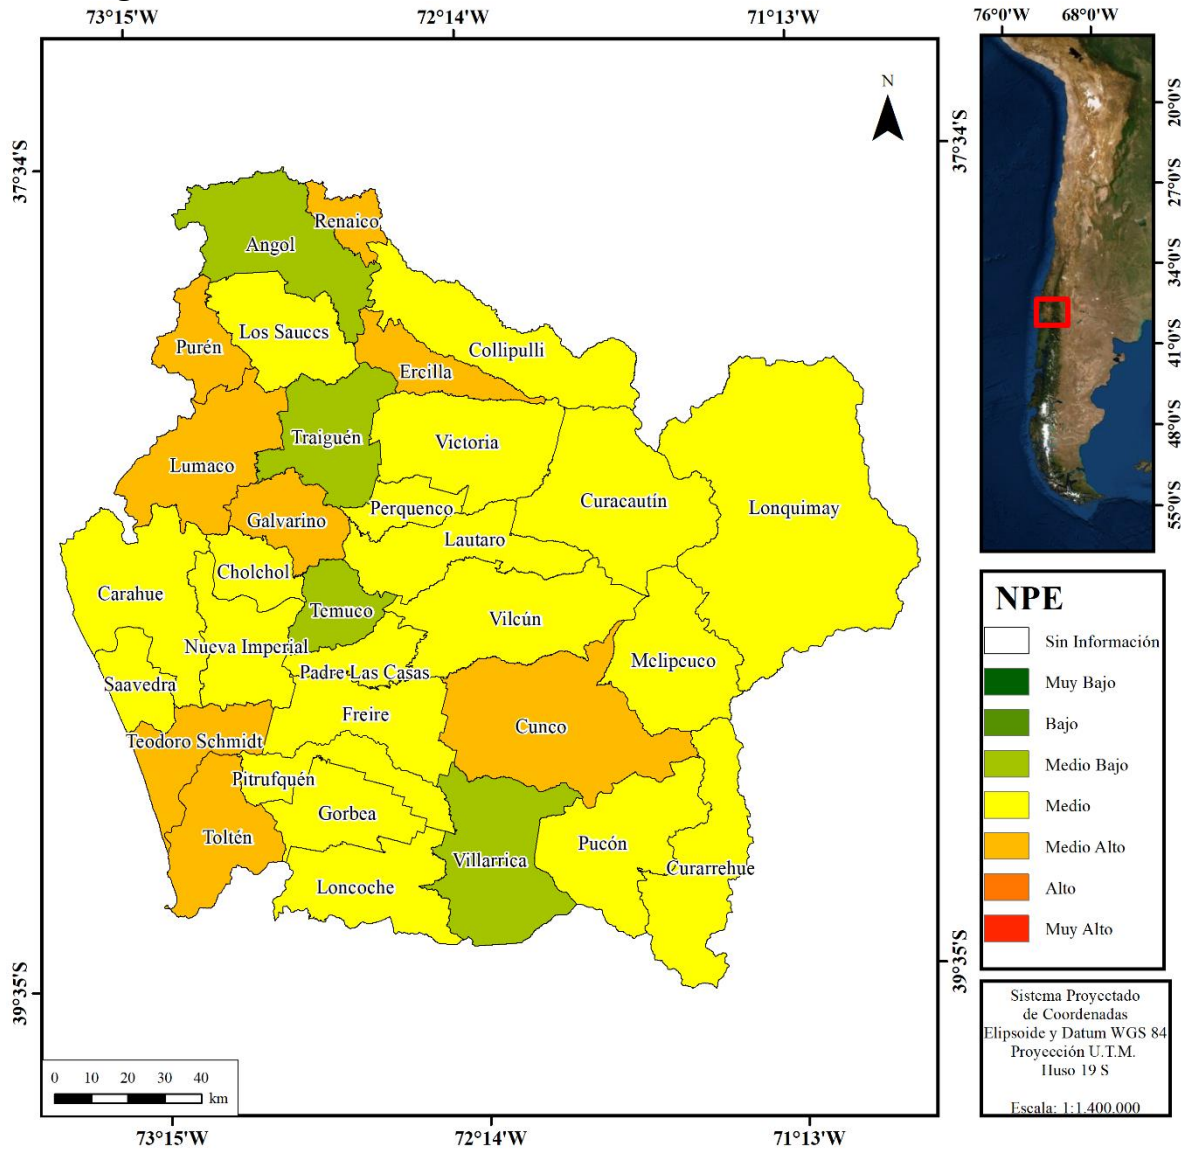 73°15'W 72°14'W 71°13'W
76°0'W 68°0'W
N
37°34'S
37°34'S
39°35'S
39°35'S
20°0'S
27°0'S
34°0'S
41°0'S
48°0'S
55°0'S
Renaico
Angol
Los Sauces
Purén
Collipulli
Ercilla
Traiguén
Victoria
Lumaco
Perquenco
Curacautín
Lonquimay
Galvarino
Lautaro
Cholchol
Carahue
Temuco
Vilcún
Nueva Imperial
Melipeuco
Padre Las Casas
Saavedra
Freire
Cunco
Teodoro Schmidt
Pitrufquén
Gorbea
Toltén
Pucón
Villarrica
Curarrehue
Loncoche
NPE
Sin Información
Muy Bajo
Bajo
Medio Bajo
Medio
Medio Alto
Alto
Muy Alto
Sistema Proyectado
de Coordenadas
Elipsoide y Datum WGS 84
Proyección U.T.M.
Huso 19 S
Escala: 1:1.400.000
0 10 20 30 40
km
73°15'W 72°14'W 71°13'W